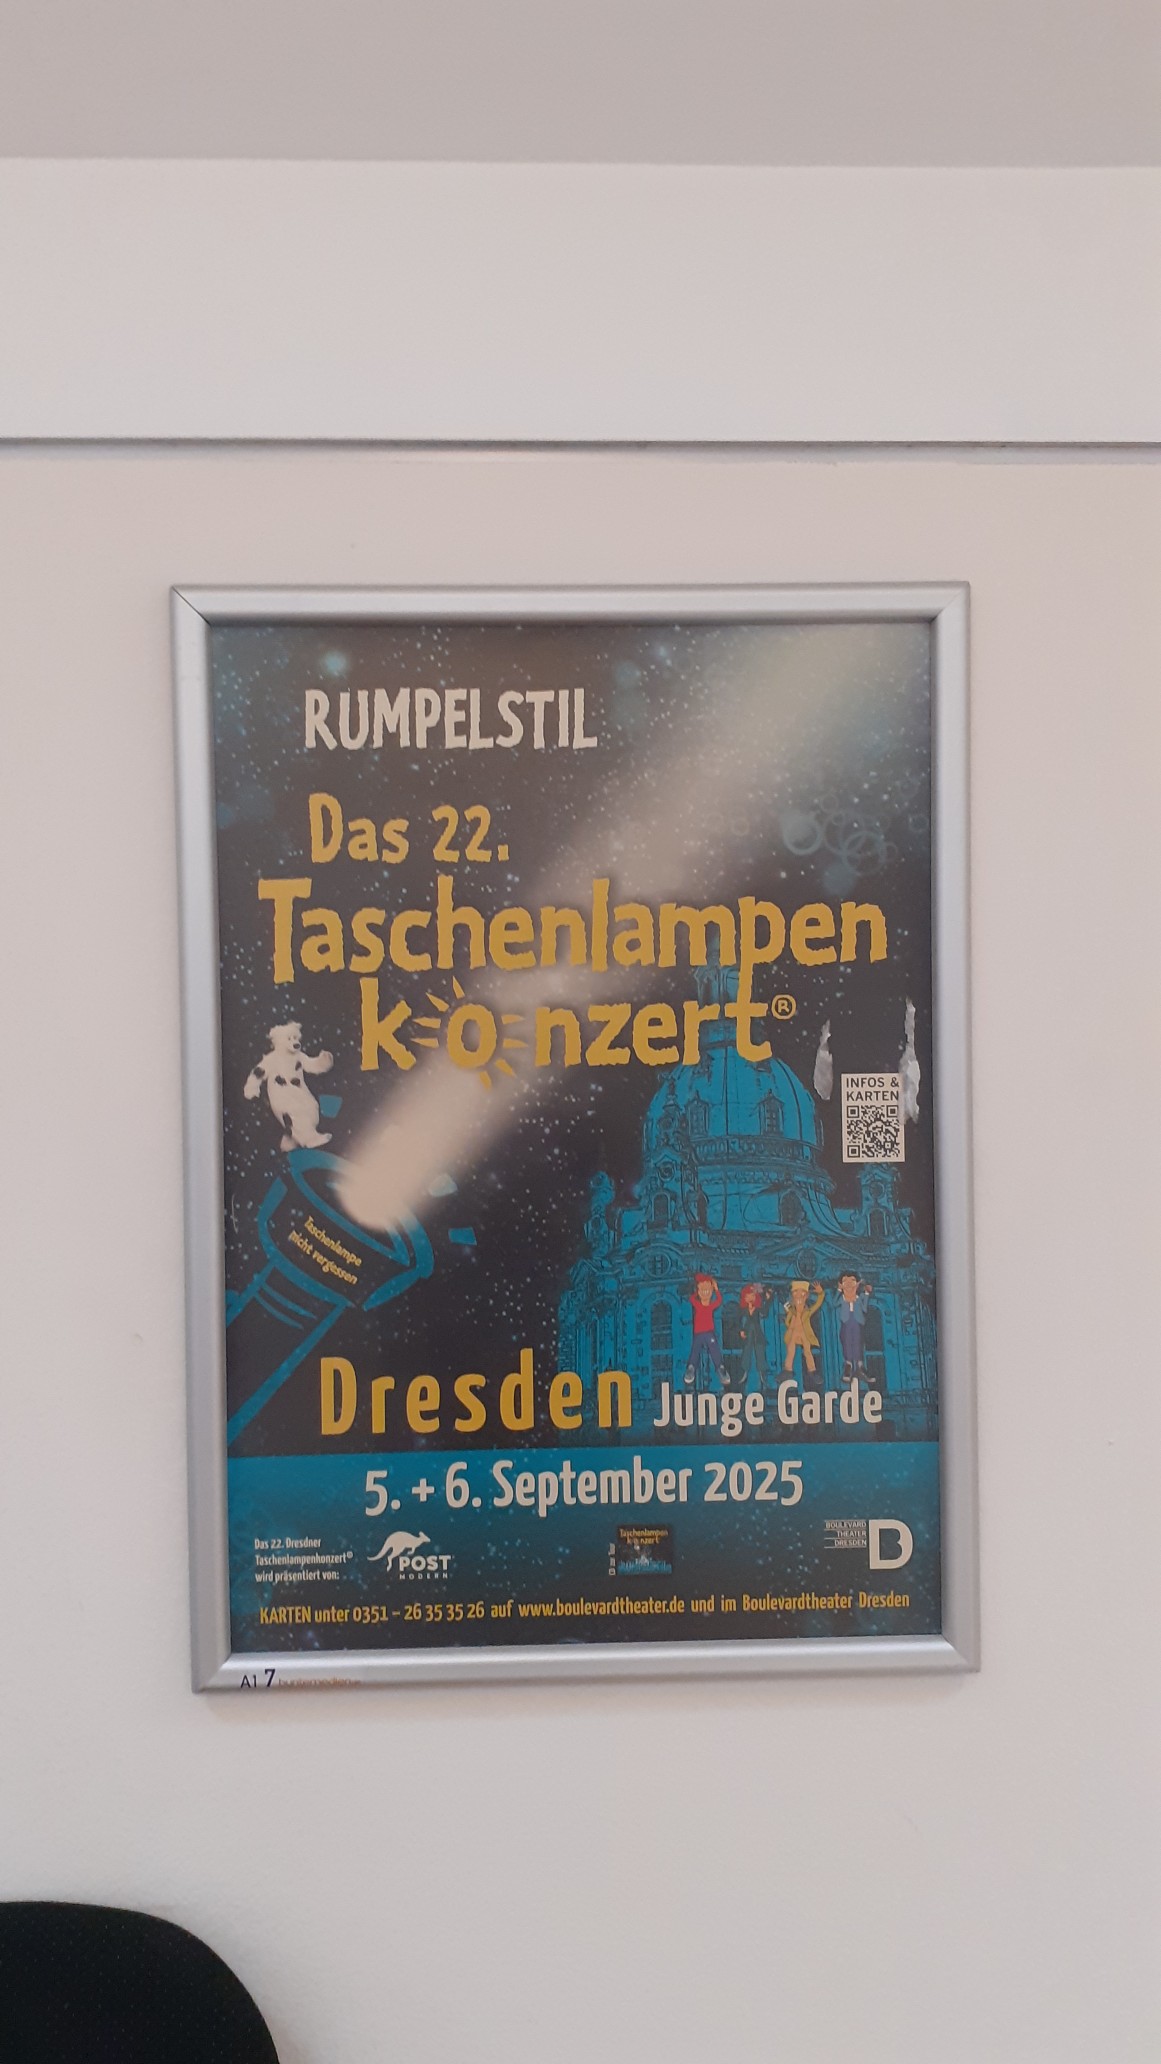 RUMPELSTIL
Das 22.
Taschenlampen
konzert®
INFOS &
KARTEN
Taschenlampe
nicht vergessen
Dresden Junge Garde
5. + 6. September 2025
Das 22. Dresdner
Taschenlampenkonzert®
wird präsentiert von:
POST
MODERN
Taschenlampen
konzert
BOULEVARD
THEATER
DRESDEN
B
KARTEN unter 0351 – 26 35 35 26 auf www.boulevardtheater.de und im Boulevardtheater Dresden
A1 7